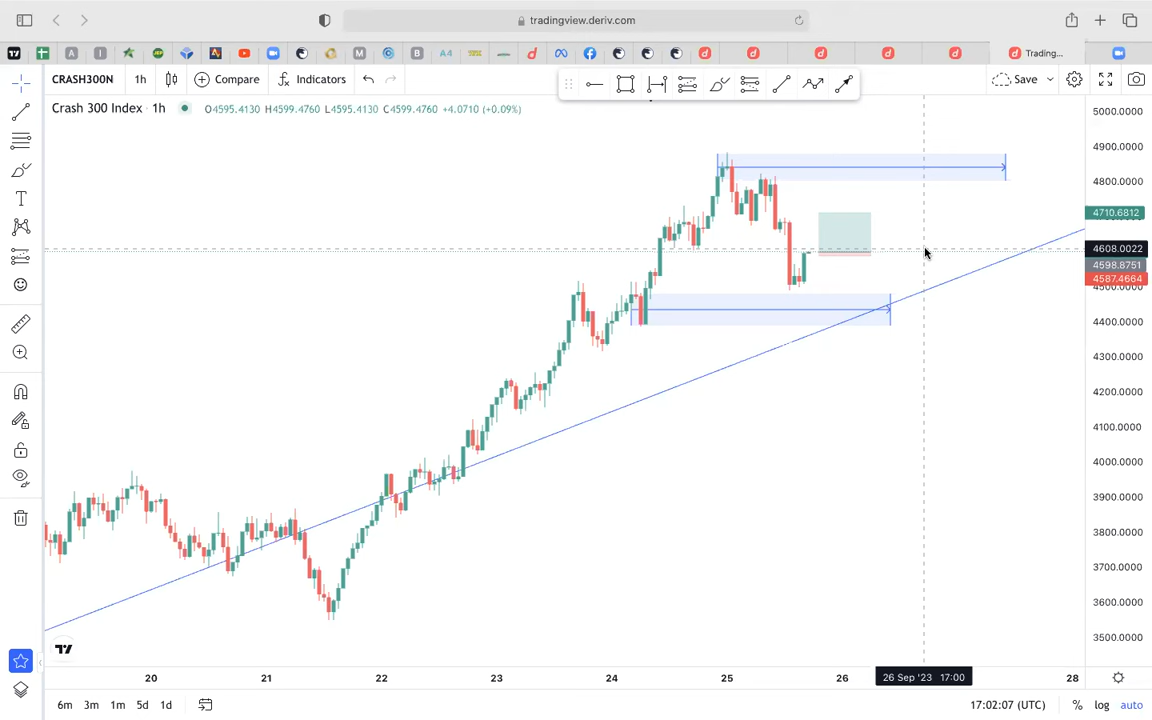 tradingview.deriv.com
Trading...
CRASH300N 1h Compare Indicators Save
Crash 300 Index · 1h O4595.4130 H4599.4760 L4595.4130 C4599.4760 +4.0710 (+0.09%)
5000.0000
4900.0000
4800.0000
4710.6812
4608.0022
4598.8751
4587.4664
4400.0000
4300.0000
4200.0000
4100.0000
4000.0000
3900.0000
3800.0000
3700.0000
3600.0000
3500.0000
20 21 22 23 24 25 26 26 Sep '23 17:00 28
6m 3m 1m 5d 1d 17:02:07 (UTC) % log auto